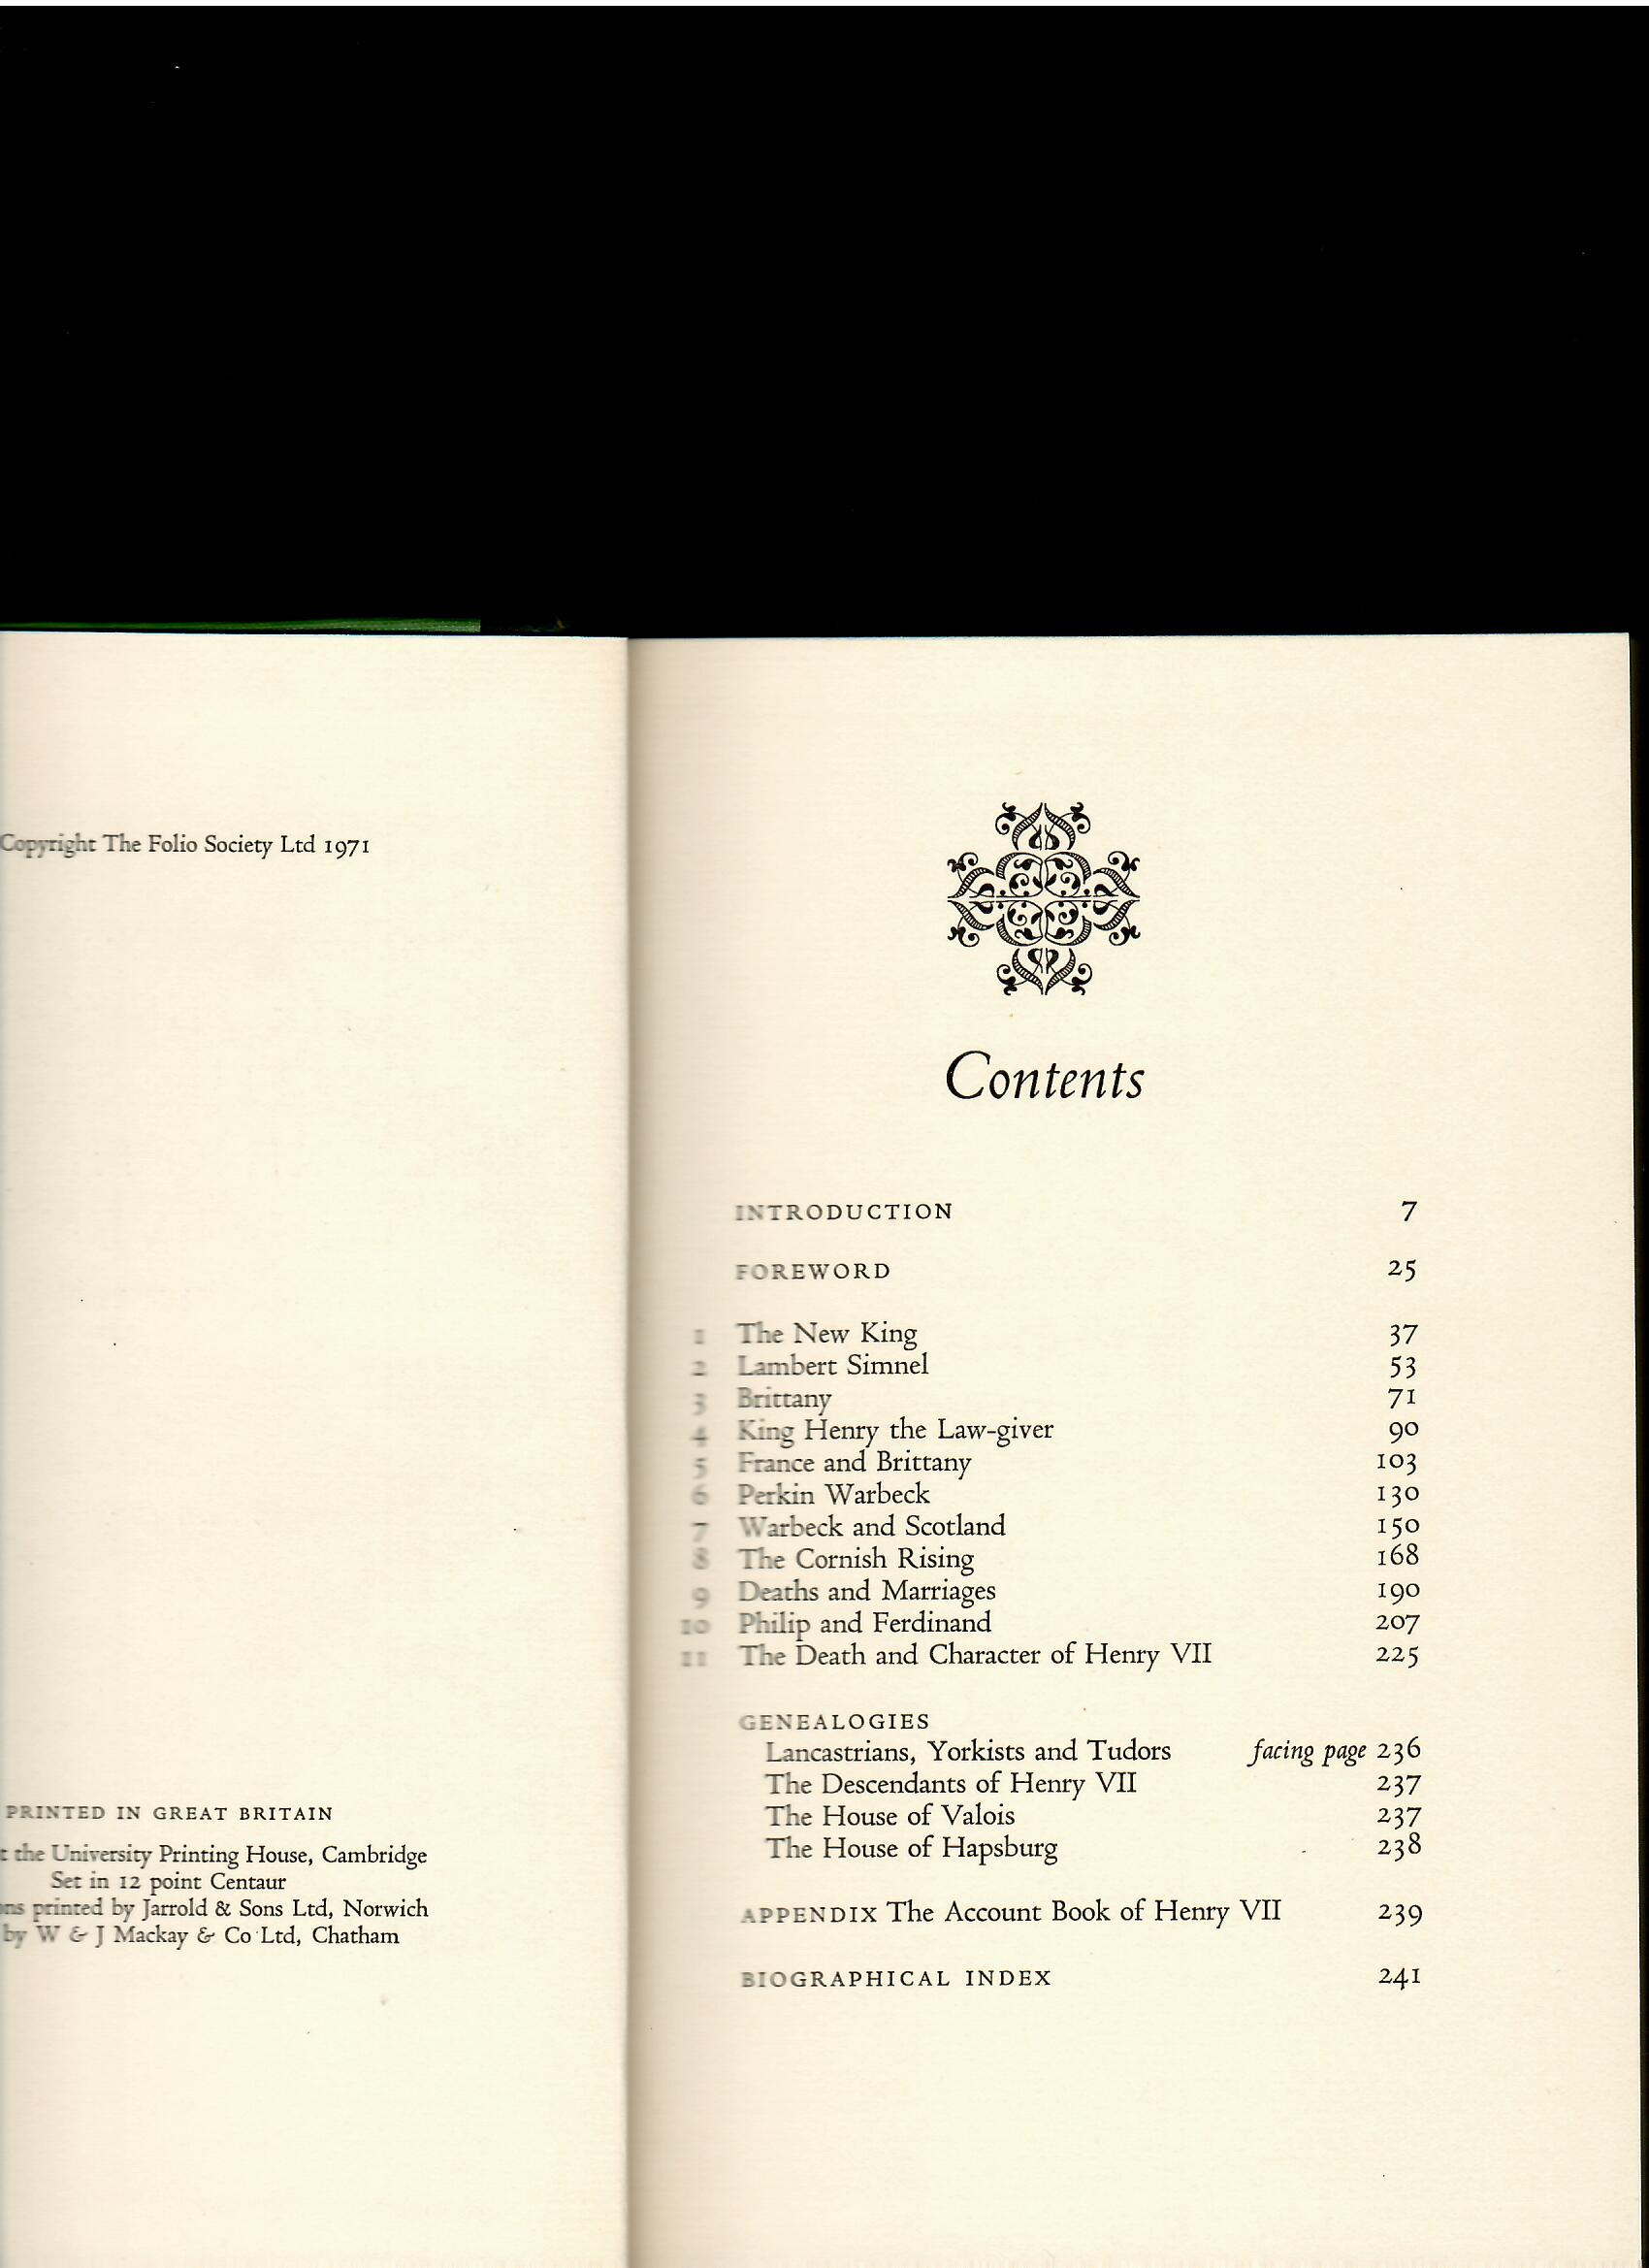 Copyright The Folio Society Ltd 1971
PRINTED IN GREAT BRITAIN
the University Printing House, Cambridge
Set in 12 point Centaur
printed by Jarrold & Sons Ltd, Norwich
by W & J Mackay & Co Ltd, Chatham
Contents
INTRODUCTION 7
FOREWORD 25
1 The New King 37
2 Lambert Simnel 53
3 Brittany 71
4 King Henry the Law-giver 90
5 France and Brittany 103
6 Perkin Warbeck 130
7 Warbeck and Scotland 150
8 The Cornish Rising 168
9 Deaths and Marriages 190
10 Philip and Ferdinand 207
11 The Death and Character of Henry VII 225
GENEALOGIES
Lancastrians, Yorkists and Tudors facing page 236
The Descendants of Henry VII 237
The House of Valois 237
The House of Hapsburg 238
APPENDIX The Account Book of Henry VII 239
BIOGRAPHICAL INDEX 241